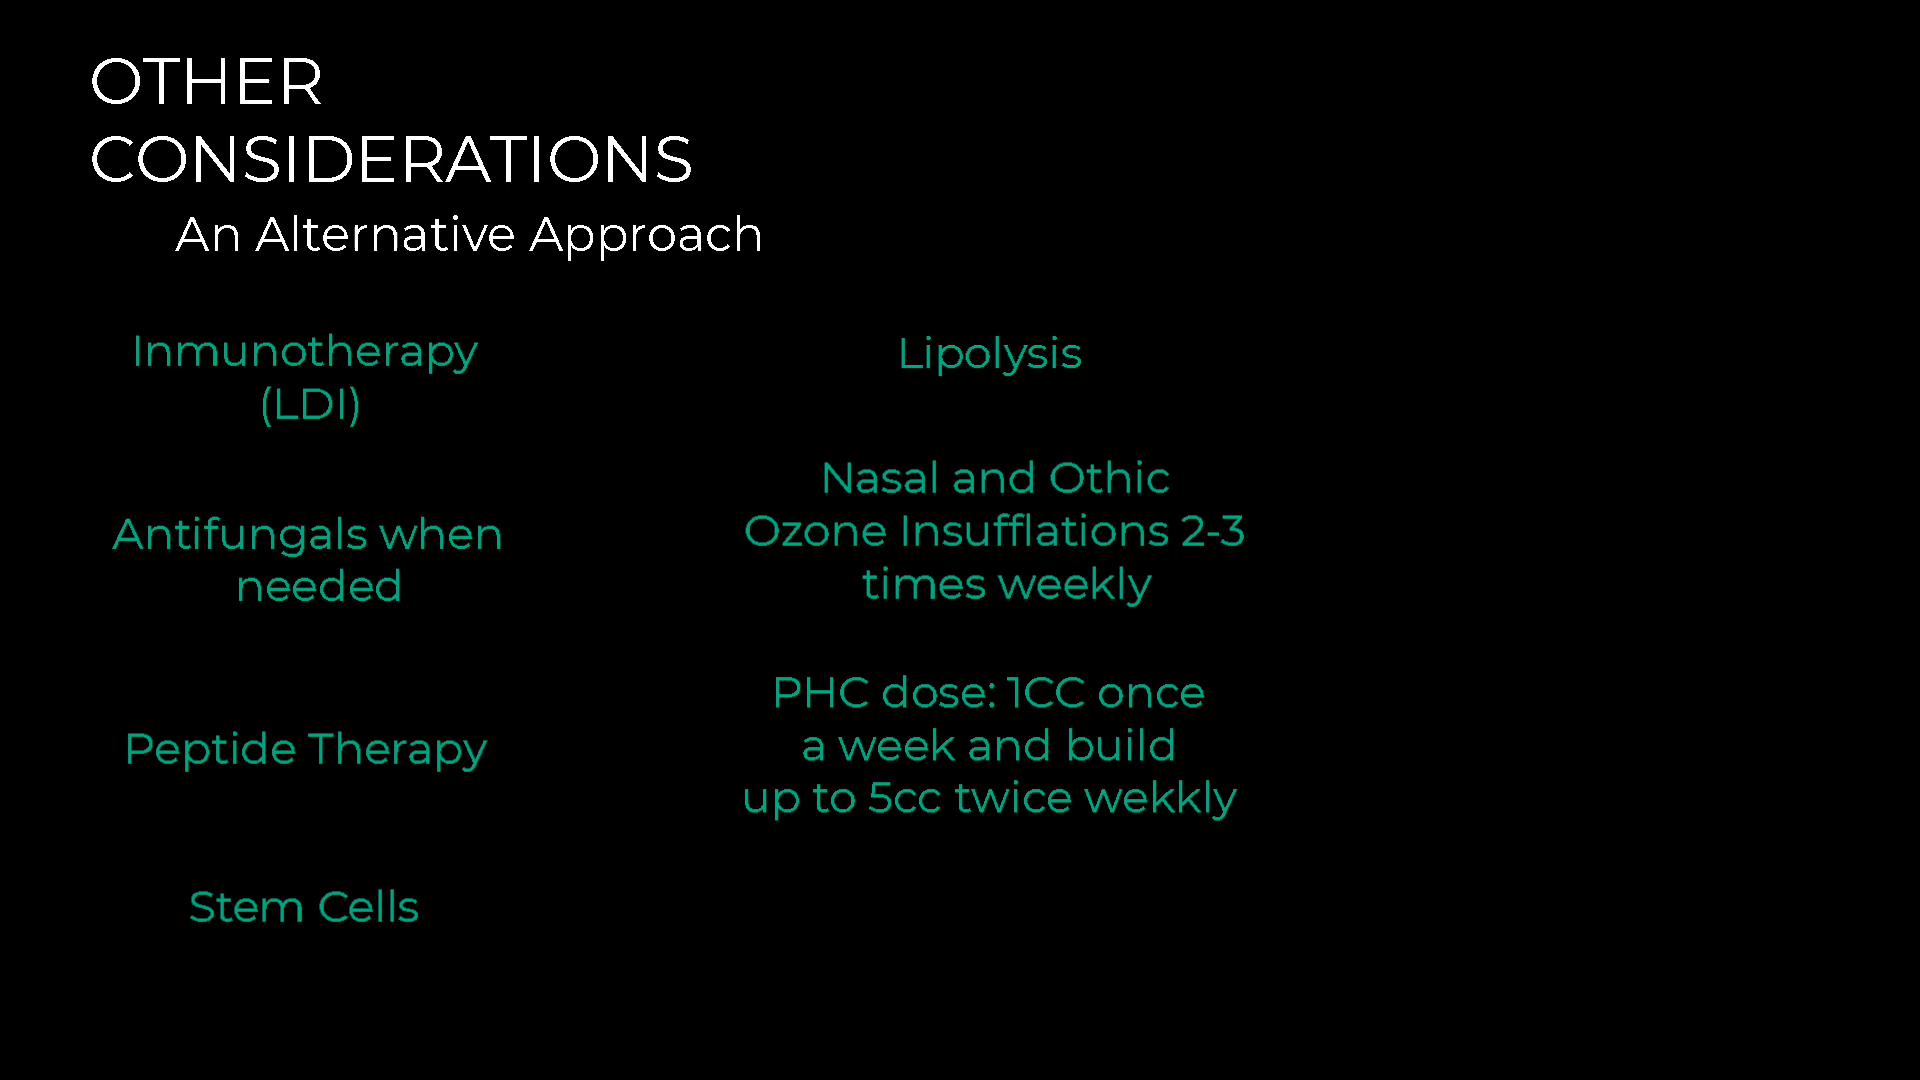 OTHER
CONSIDERATIONS
An Alternative Approach
Inmunotherapy
(LDI)
Antifungals when
needed
Peptide Therapy
Stem Cells
Lipolysis
Nasal and Othic
Ozone Insufflations 2-3
times weekly
PHC dose: 1CC once
a week and build
up to 5cc twice wekkly